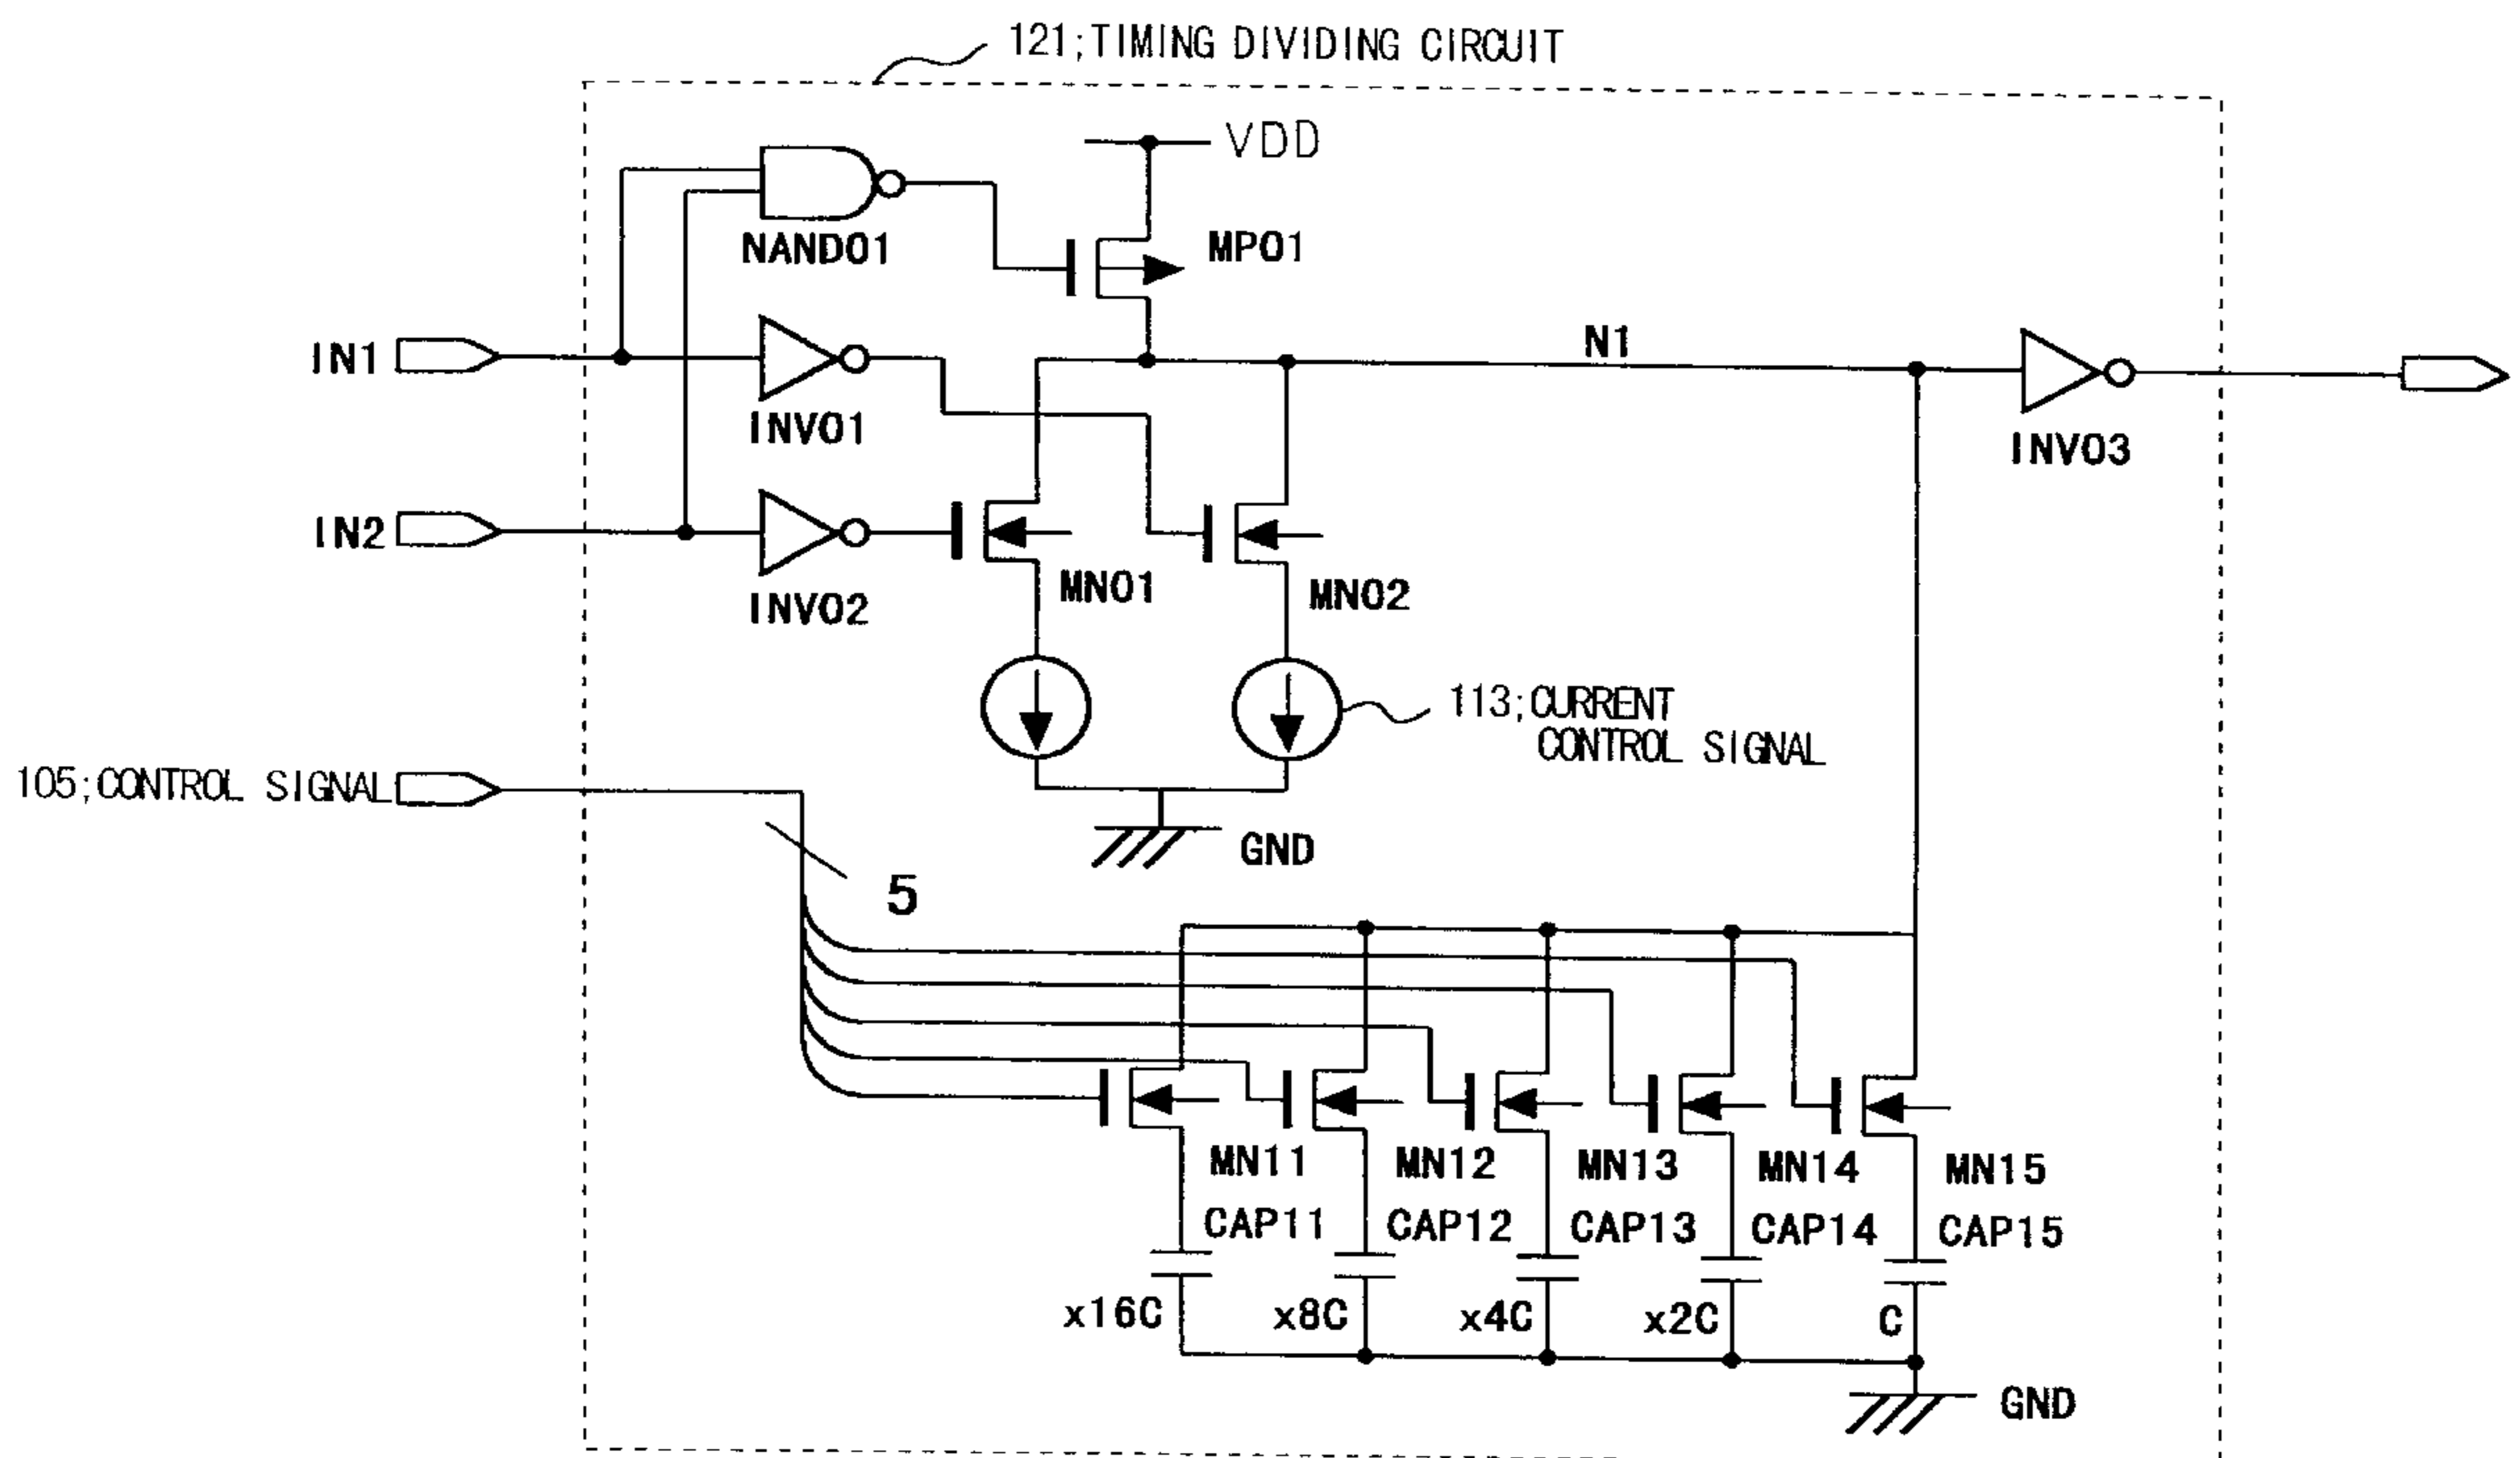 121;TIMING DIVIDING CIRCUIT
VDD
NAND01
MP01
IN1
INV01
N1
INV03
IN2
INV02
MN01
MN02
113;CURRENT
CONTROL SIGNAL
105;CONTROL SIGNAL
GND
5
MN11
MN12
MN13
MN14
MN15
CAP11
CAP12
CAP13
CAP14
CAP15
x16C
x8C
x4C
x2C
C
GND